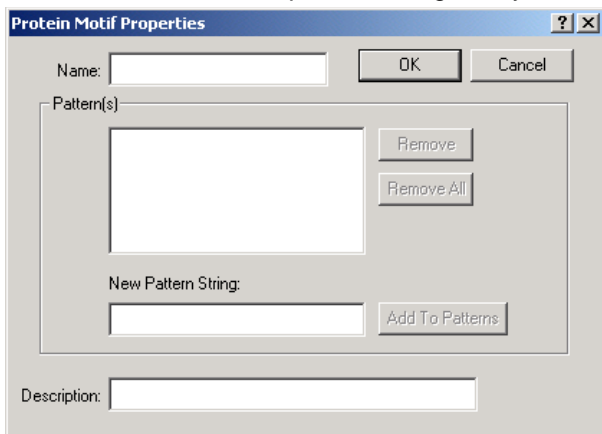 Protein Motif Properties
Name: OK Cancel
Pattern(s)
Remove
Remove All
New Pattern String:
Add To Patterns
Description: